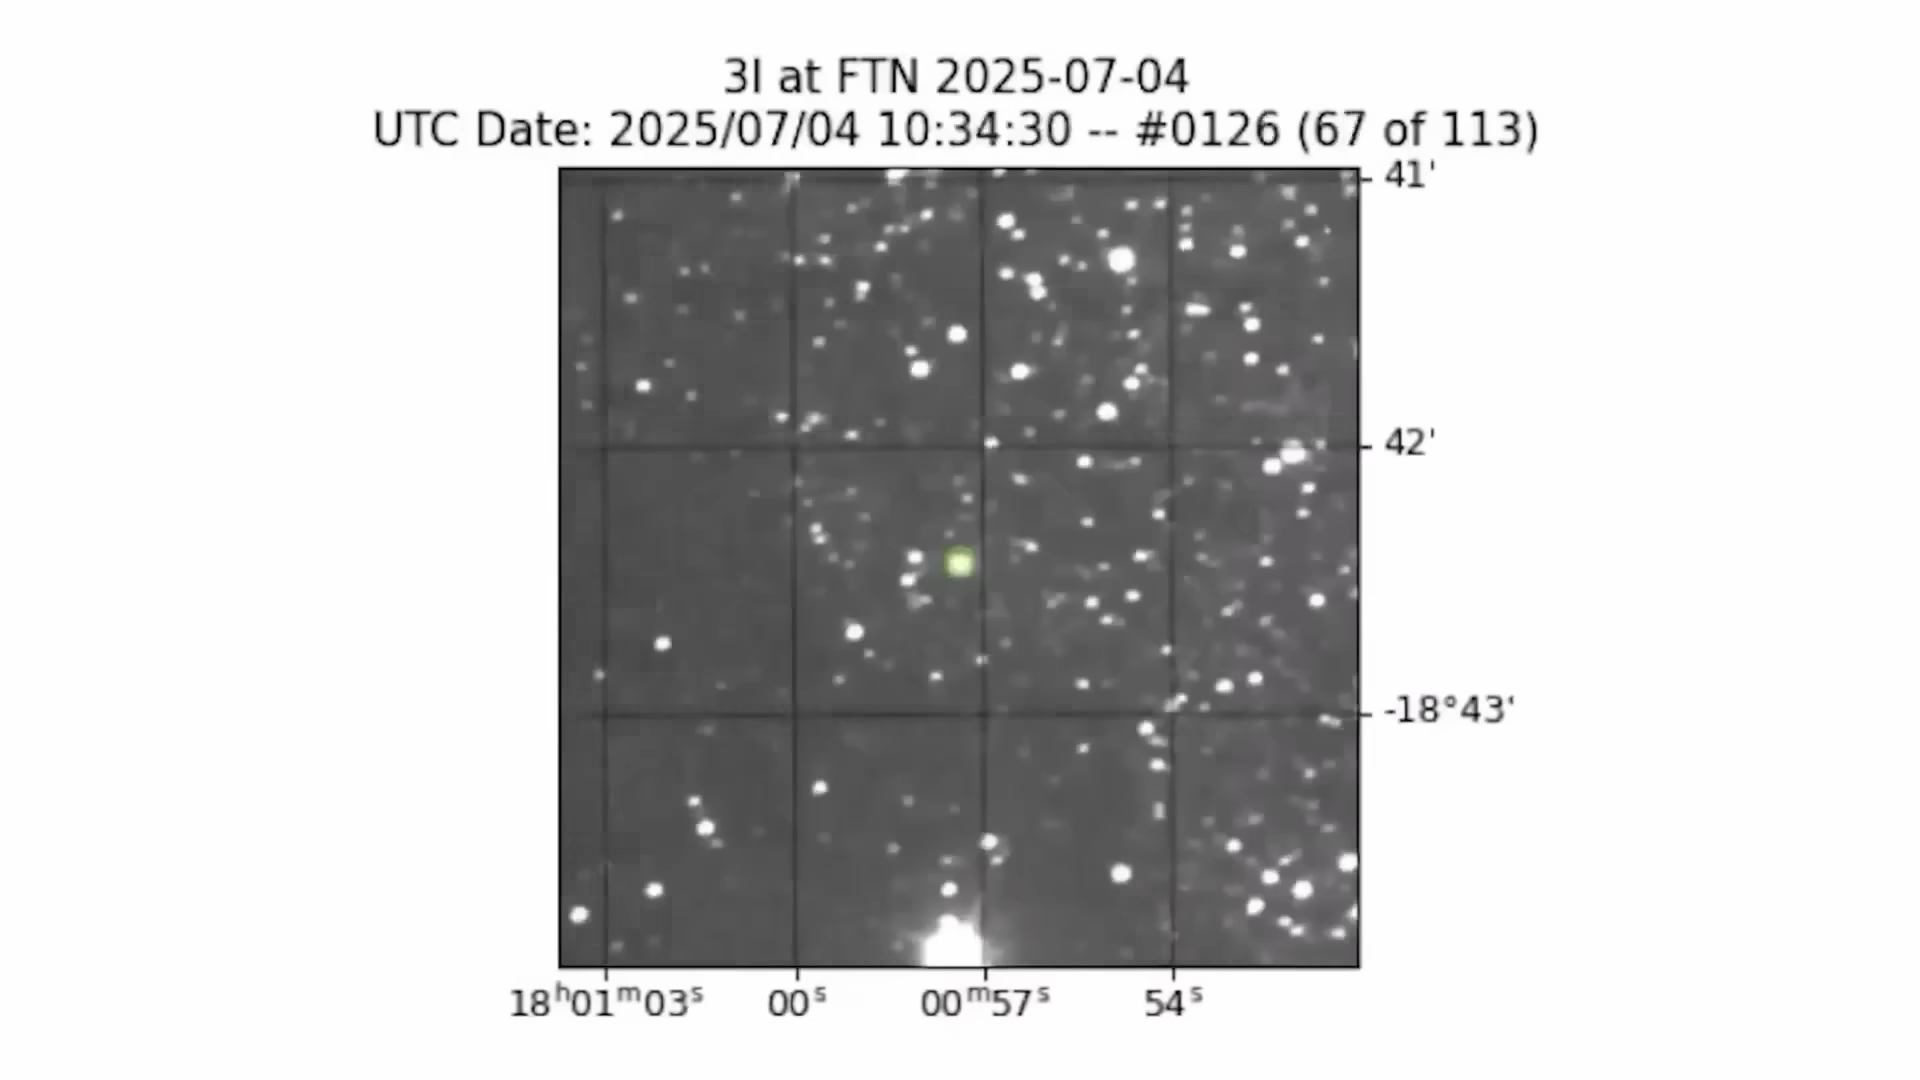 3I at FTN 2025-07-04
UTC Date: 2025/07/04 10:34:30 -- #0126 (67 of 113)
41'
42'
-18°43'
18ʰ01ᵐ03ˢ 00ˢ 00ᵐ57ˢ 54ˢ